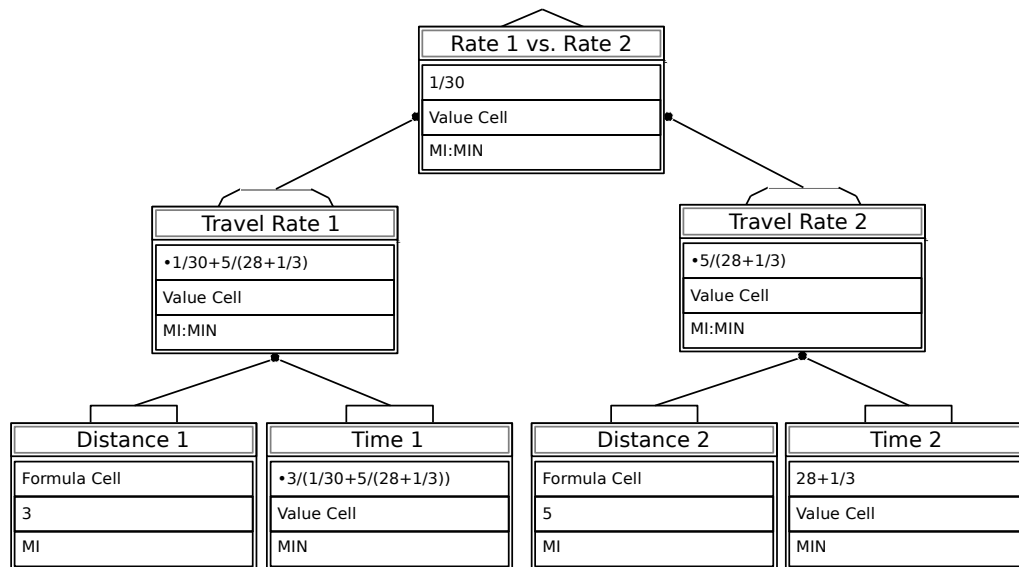 Rate 1 vs. Rate 2
1/30
Value Cell
MI:MIN
Travel Rate 1
•1/30+5/(28+1/3)
Value Cell
MI:MIN
Travel Rate 2
•5/(28+1/3)
Value Cell
MI:MIN
Distance 1
Formula Cell
3
MI
Time 1
•3/(1/30+5/(28+1/3))
Value Cell
MIN
Distance 2
Formula Cell
5
MI
Time 2
28+1/3
Value Cell
MIN